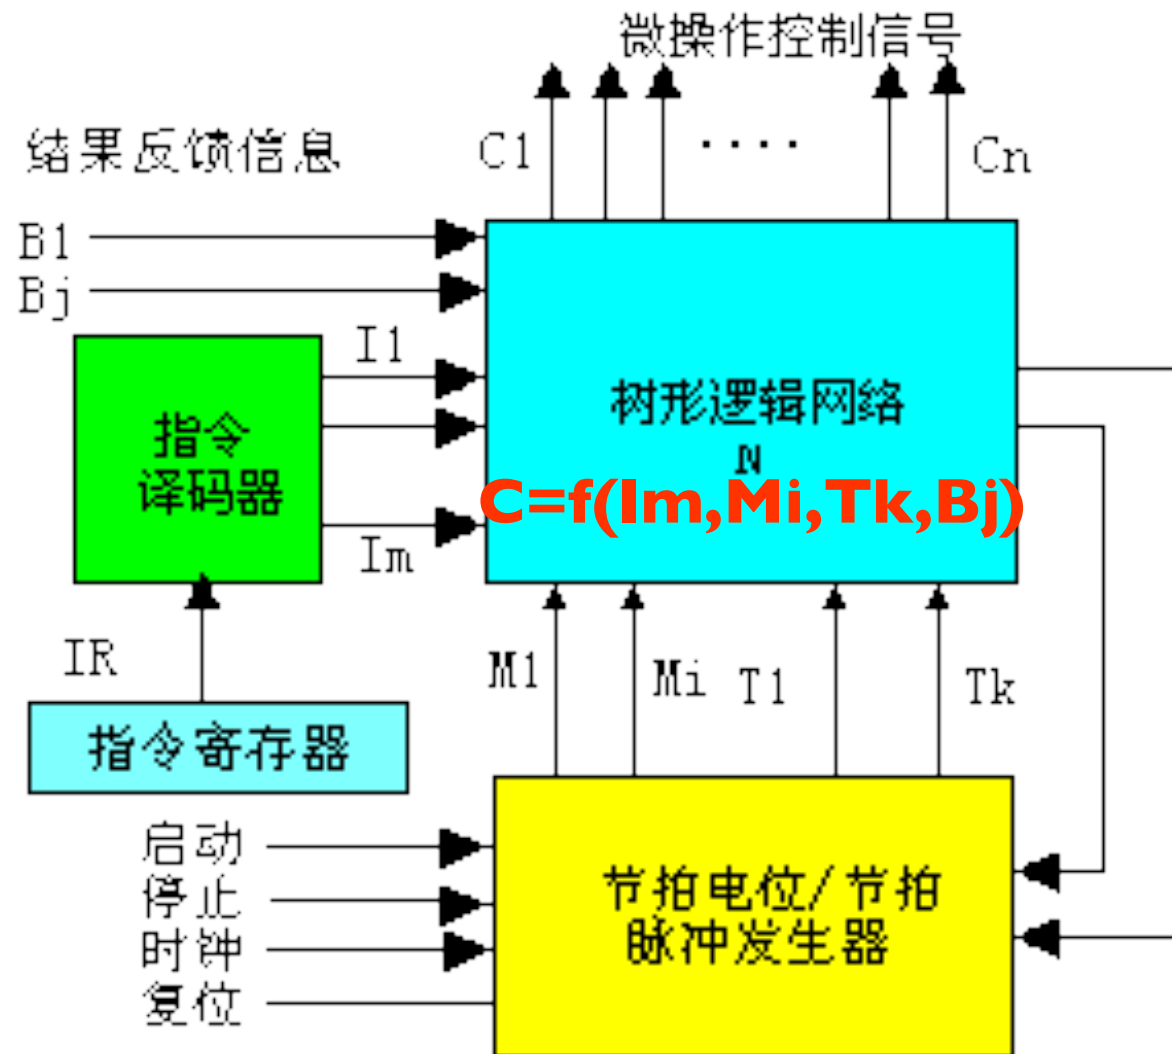 微操作控制信号
结果反馈信息
C1
····
Cn
B1
Bj
I1
指令
译码器
树形逻辑网络
N
C=f(Im,Mi,Tk,Bj)
Im
IR
M1
Mi
T1
Tk
指令寄存器
启动
停止
时钟
复位
节拍电位/节拍
脉冲发生器